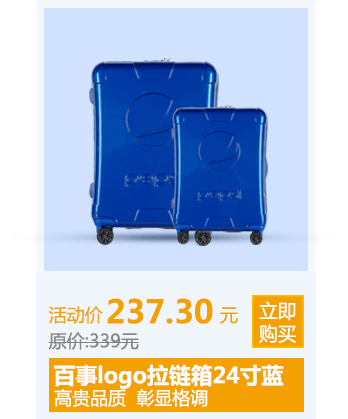 活动价 237.30 元
原价:339元
立即
购买
百事logo拉链箱24寸蓝
高贵品质 彰显格调